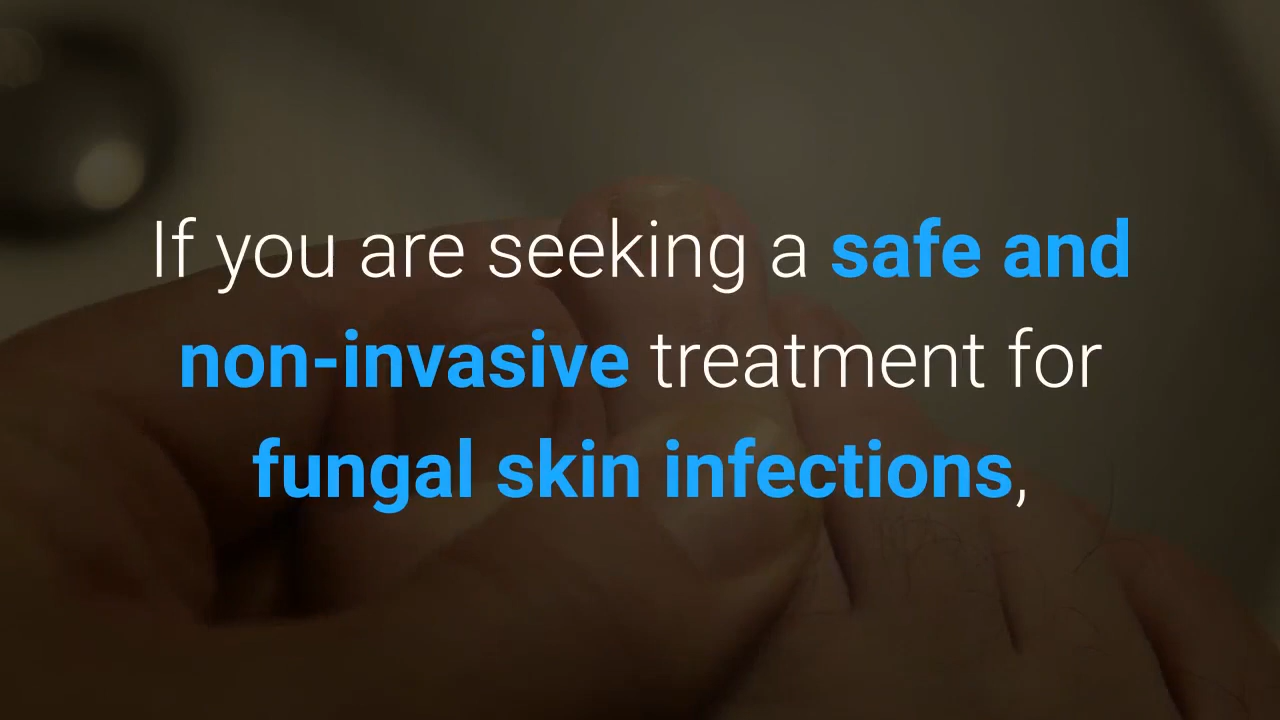 If you are seeking a safe and
non-invasive treatment for
fungal skin infections,